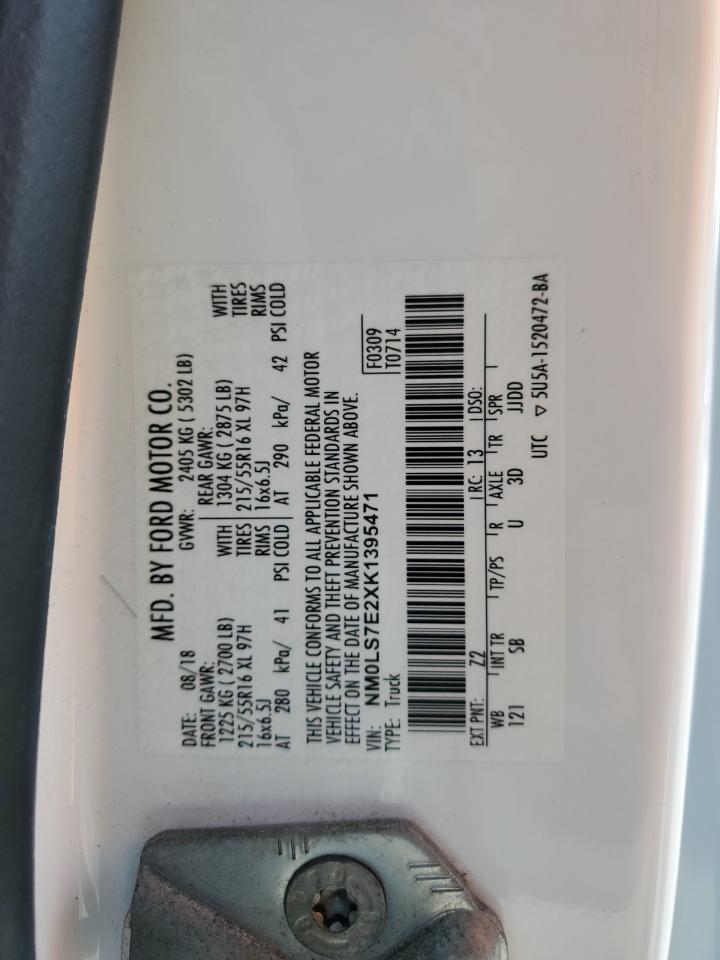 MFD. BY FORD MOTOR CO.
DATE: 08/18 GVWR: 2405 KG ( 5302 LB)
FRONT GAWR: REAR GAWR:
1225 KG ( 2700 LB) WITH 1304 KG ( 2875 LB) WITH
215/55R16 XL 97H TIRES 215/55R16 XL 97H TIRES
16x6.5J RIMS 16x6.5J RIMS
AT 280 kPa/ 41 PSI COLD AT 290 kPa/ 42 PSI COLD
THIS VEHICLE CONFORMS TO ALL APPLICABLE FEDERAL MOTOR
VEHICLE SAFETY AND THEFT PREVENTION STANDARDS IN
EFFECT ON THE DATE OF MANUFACTURE SHOWN ABOVE.
VIN: NM0LS7E2XK1395471 F0309
TYPE: Truck T0714
EXT PNT: Z2 RC: 13 DSO:
WB INT TR TP/PS R AXLE TR SPR
121 SB U 3D JJDD
UTC ▽ 5U5A-1520472-BA